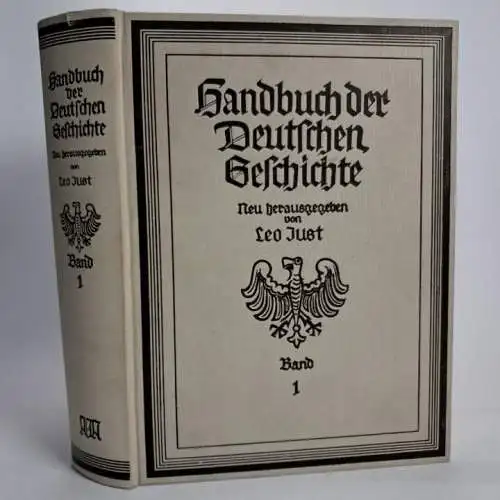 Handbuch
der
Deutschen
Geschichte
Neu herausgegeben
von
Leo Just
Band
1
Handbuch der
Deutschen
Geschichte
Neu herausgegeben
von
Leo Just
Band
1